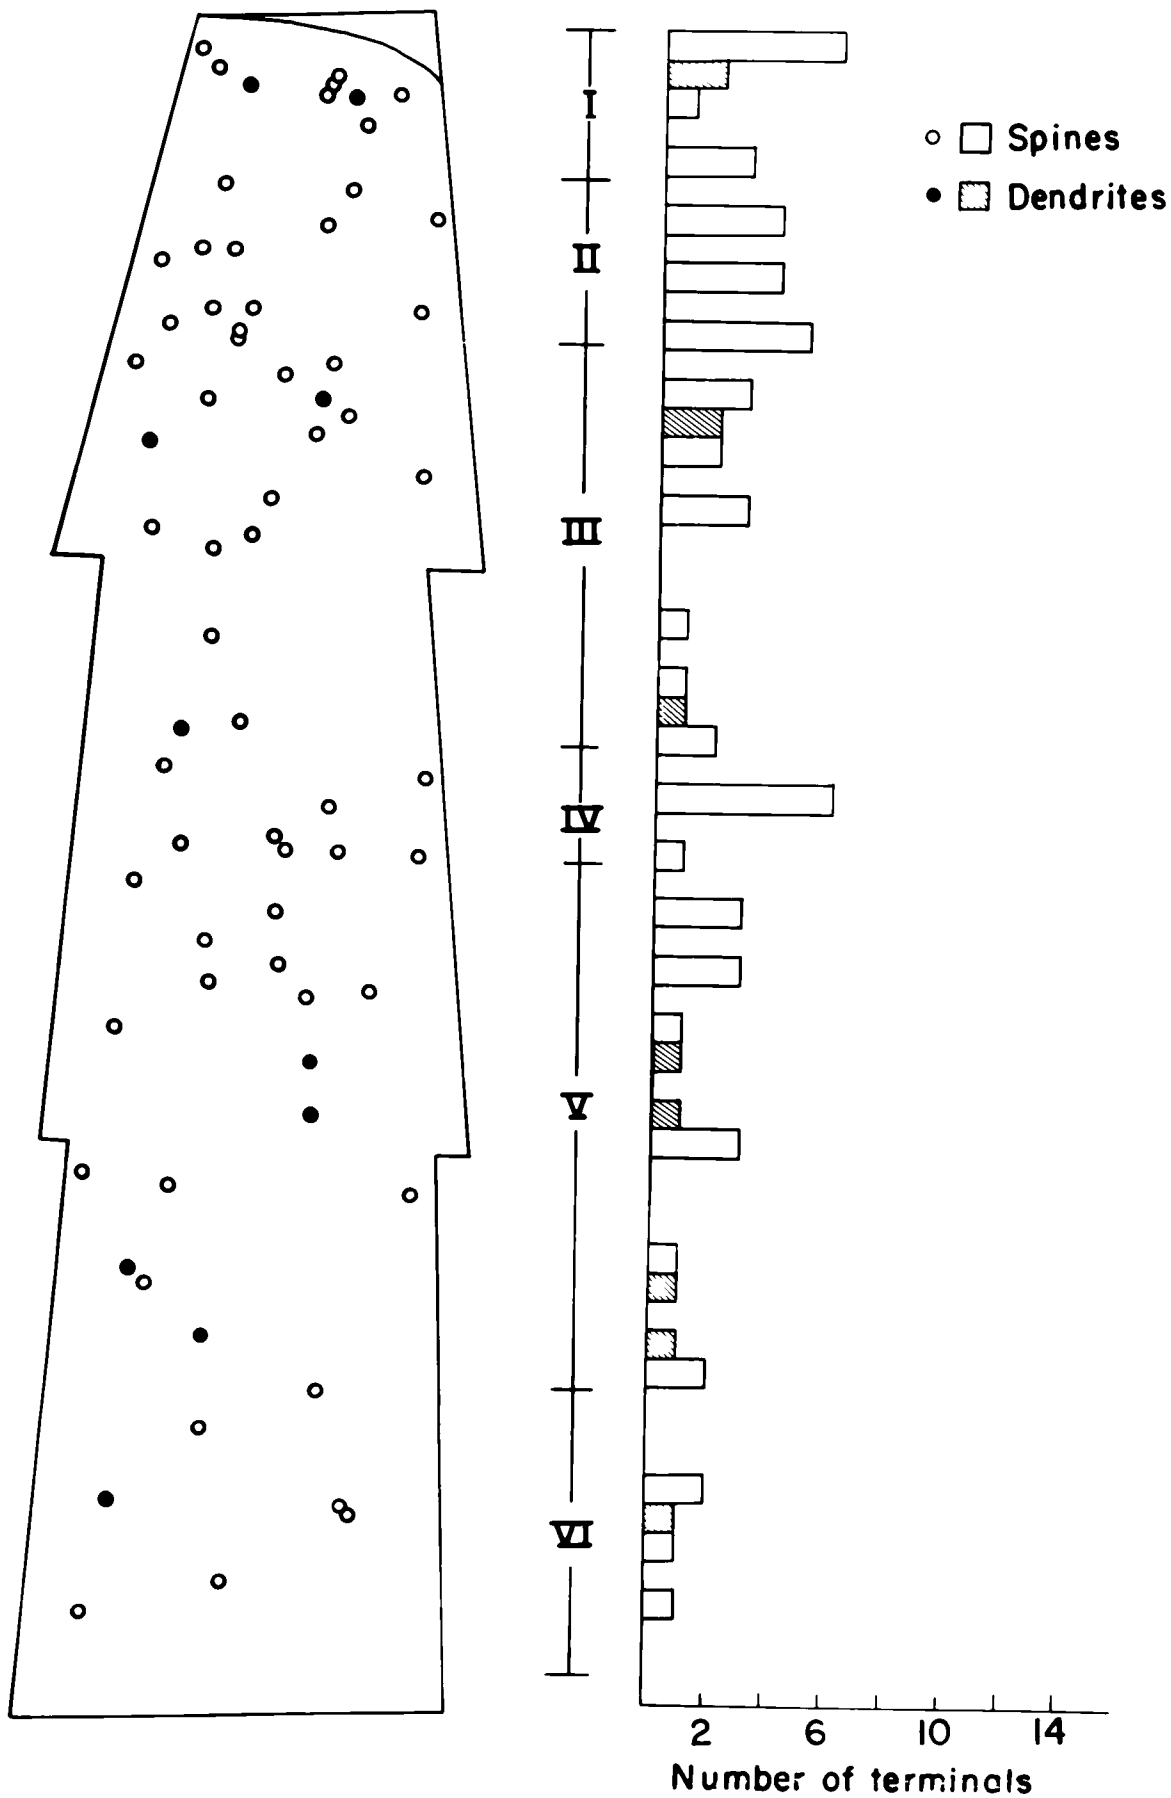 I
Spines
Dendrites
II
III
IV
V
VI
2 6 10 14
Number of terminals